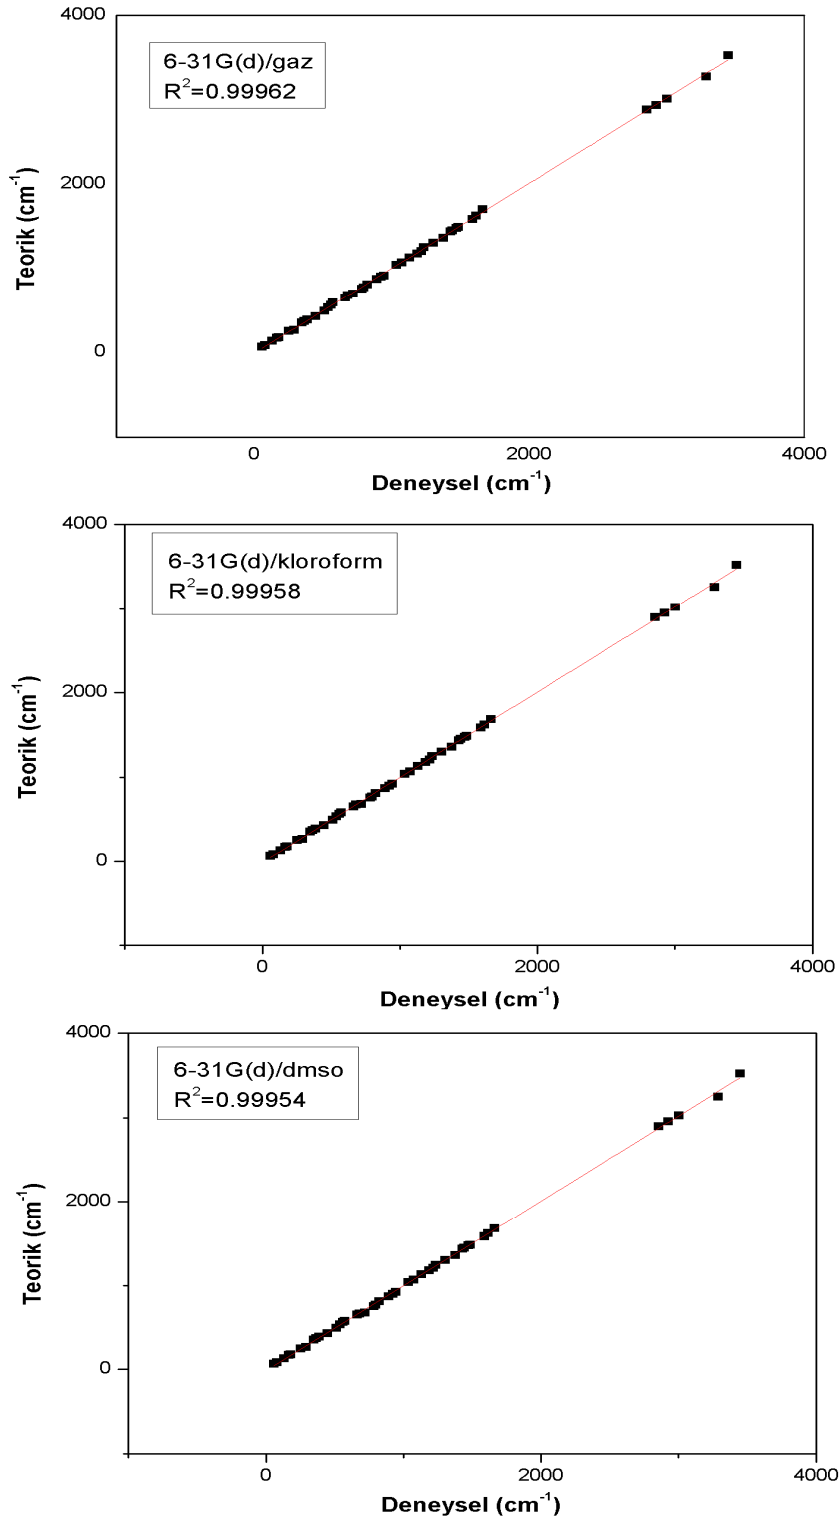 4000
6-31G(d)/gaz
R²=0.99962
2000
Teorik (cm⁻¹)
0
0 2000 4000
Deneysel (cm⁻¹)
4000
6-31G(d)/kloroform
R²=0.99958
2000
Teorik (cm⁻¹)
0
0 2000 4000
Deneysel (cm⁻¹)
4000
6-31G(d)/dmso
R²=0.99954
2000
Teorik (cm⁻¹)
0
0 2000 4000
Deneysel (cm⁻¹)